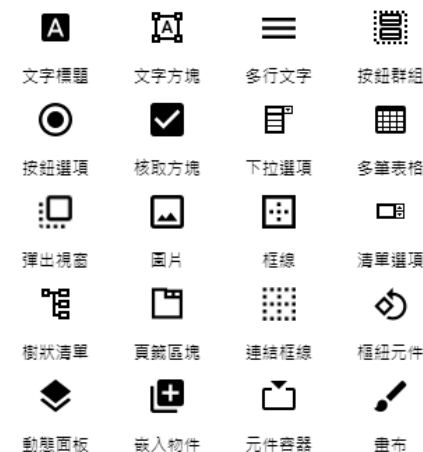 文字標題 文字方塊 多行文字 按鈕群組
按鈕選項 核取方塊 下拉選項 多筆表格
彈出視窗 圖片 框線 清單選項
樹狀清單 頁籤區塊 連結框線 樞紐元件
動態面板 嵌入物件 元件容器 畫布